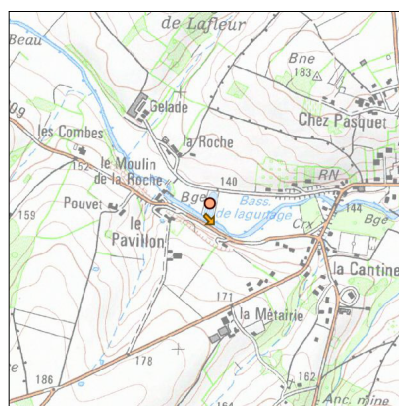 de Lafleur
Beau
Bne
183
Gelade
Chez Pasquet
les Combes
la Roche
152
le Moulin
de la Roche
140
RN
Bge
Bass.
de lagunage
Pouvet
159
144
Crx
Bge
le
Pavillon
la Cantine
171
la Métairie
178
186
162
164
Anc. mine